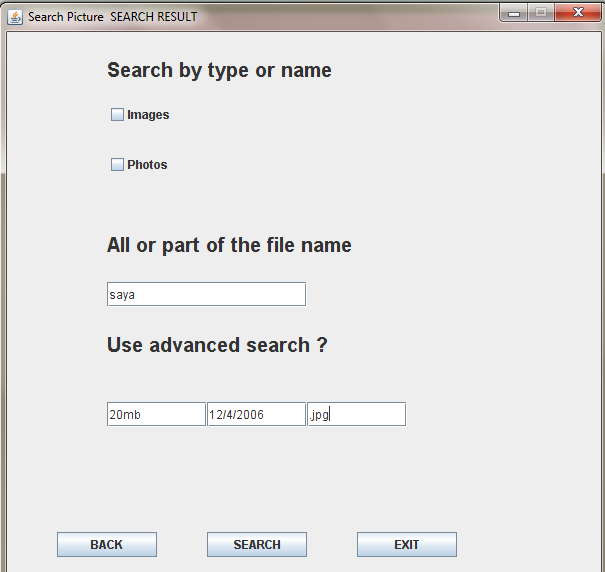 Search Picture  SEARCH RESULT
Search by type or name
Images
Photos
All or part of the file name
saya
Use advanced search ?
20mb 12/4/2006 .jpg
BACK SEARCH EXIT